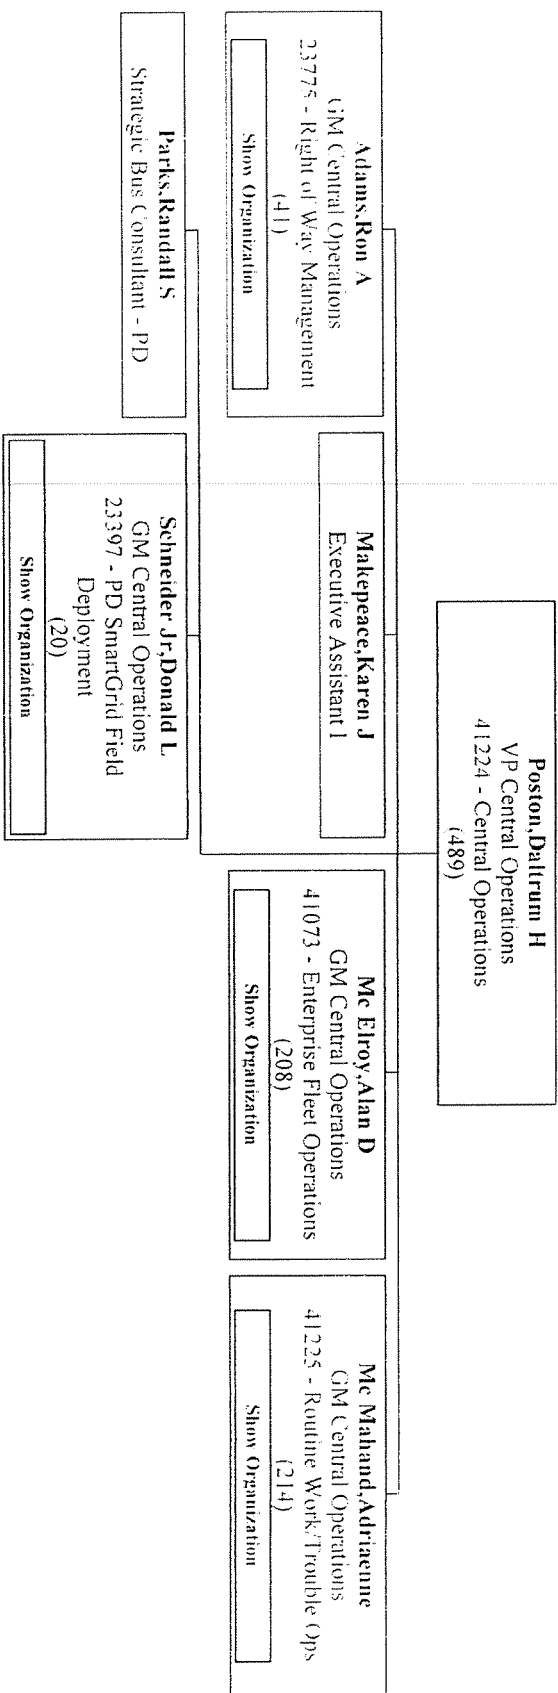 Poston,Daltrum H
VP Central Operations
41224 - Central Operations
(489)
Adams,Ron A
GM Central Operations
23775 - Right of Way Management
(41)
Show Organization
Makepeace,Karen J
Executive Assistant I
Mc Elroy,Alan D
GM Central Operations
41073 - Enterprise Fleet Operations
(208)
Show Organization
Mc Mahand,Adriaenne
GM Central Operations
41225 - Routine Work/Trouble Ops
(214)
Show Organization
Parks,Randall S
Strategic Bus Consultant - PD
Schneider Jr,Donald L
GM Central Operations
23397 - PD SmartGrid Field
Deployment
(20)
Show Organization